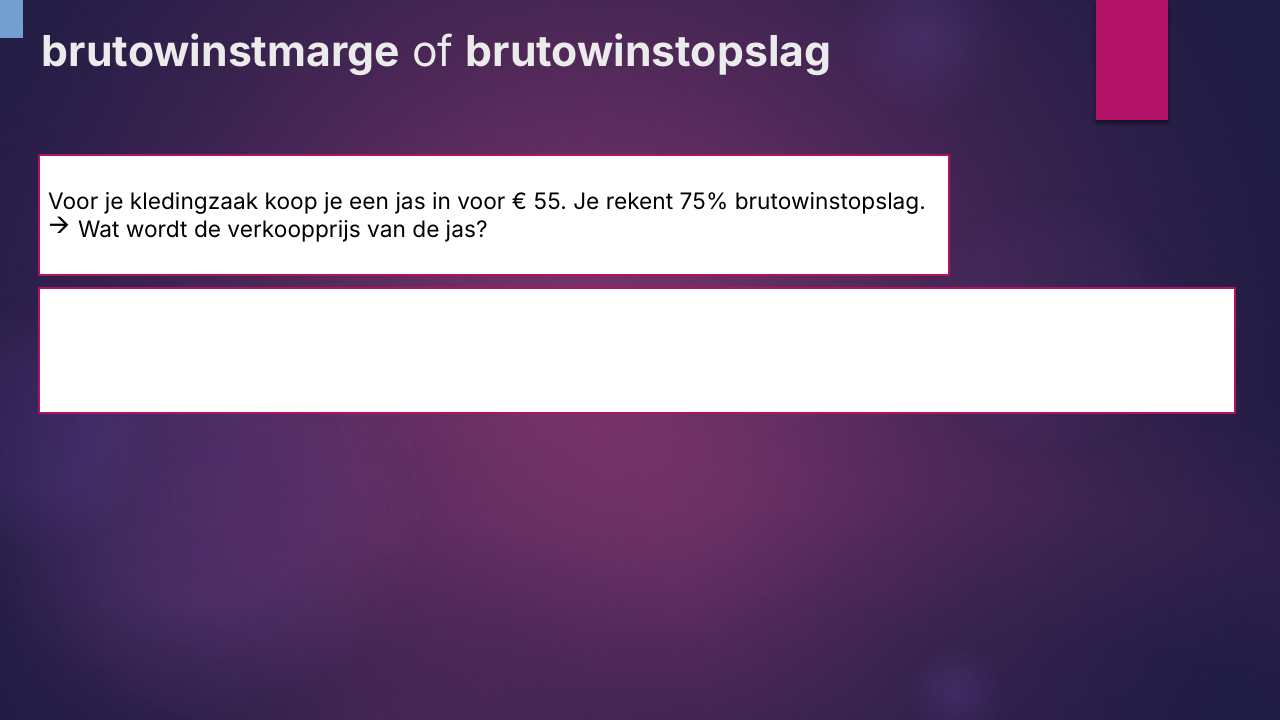 brutowinstmarge of brutowinstopslag
Voor je kledingzaak koop je een jas in voor € 55. Je rekent 75% brutowinstopslag.
→ Wat wordt de verkoopprijs van de jas?